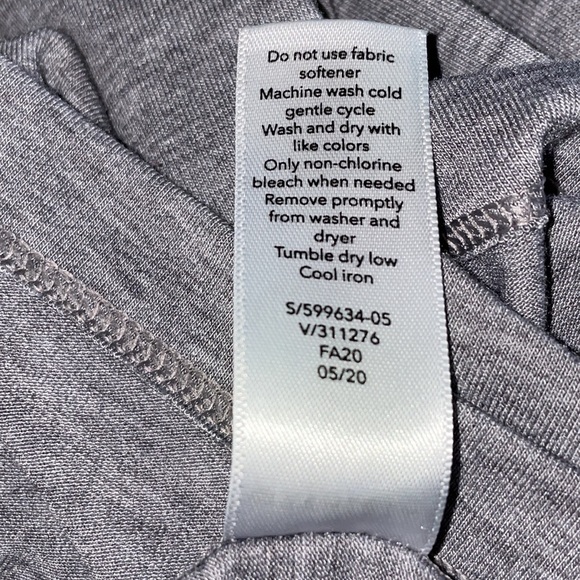 Do not use fabric
softener
Machine wash cold
gentle cycle
Wash and dry with
like colors
Only non-chlorine
bleach when needed
Remove promptly
from washer and
dryer
Tumble dry low
Cool iron
S/599634-05
V/311276
FA20
05/20